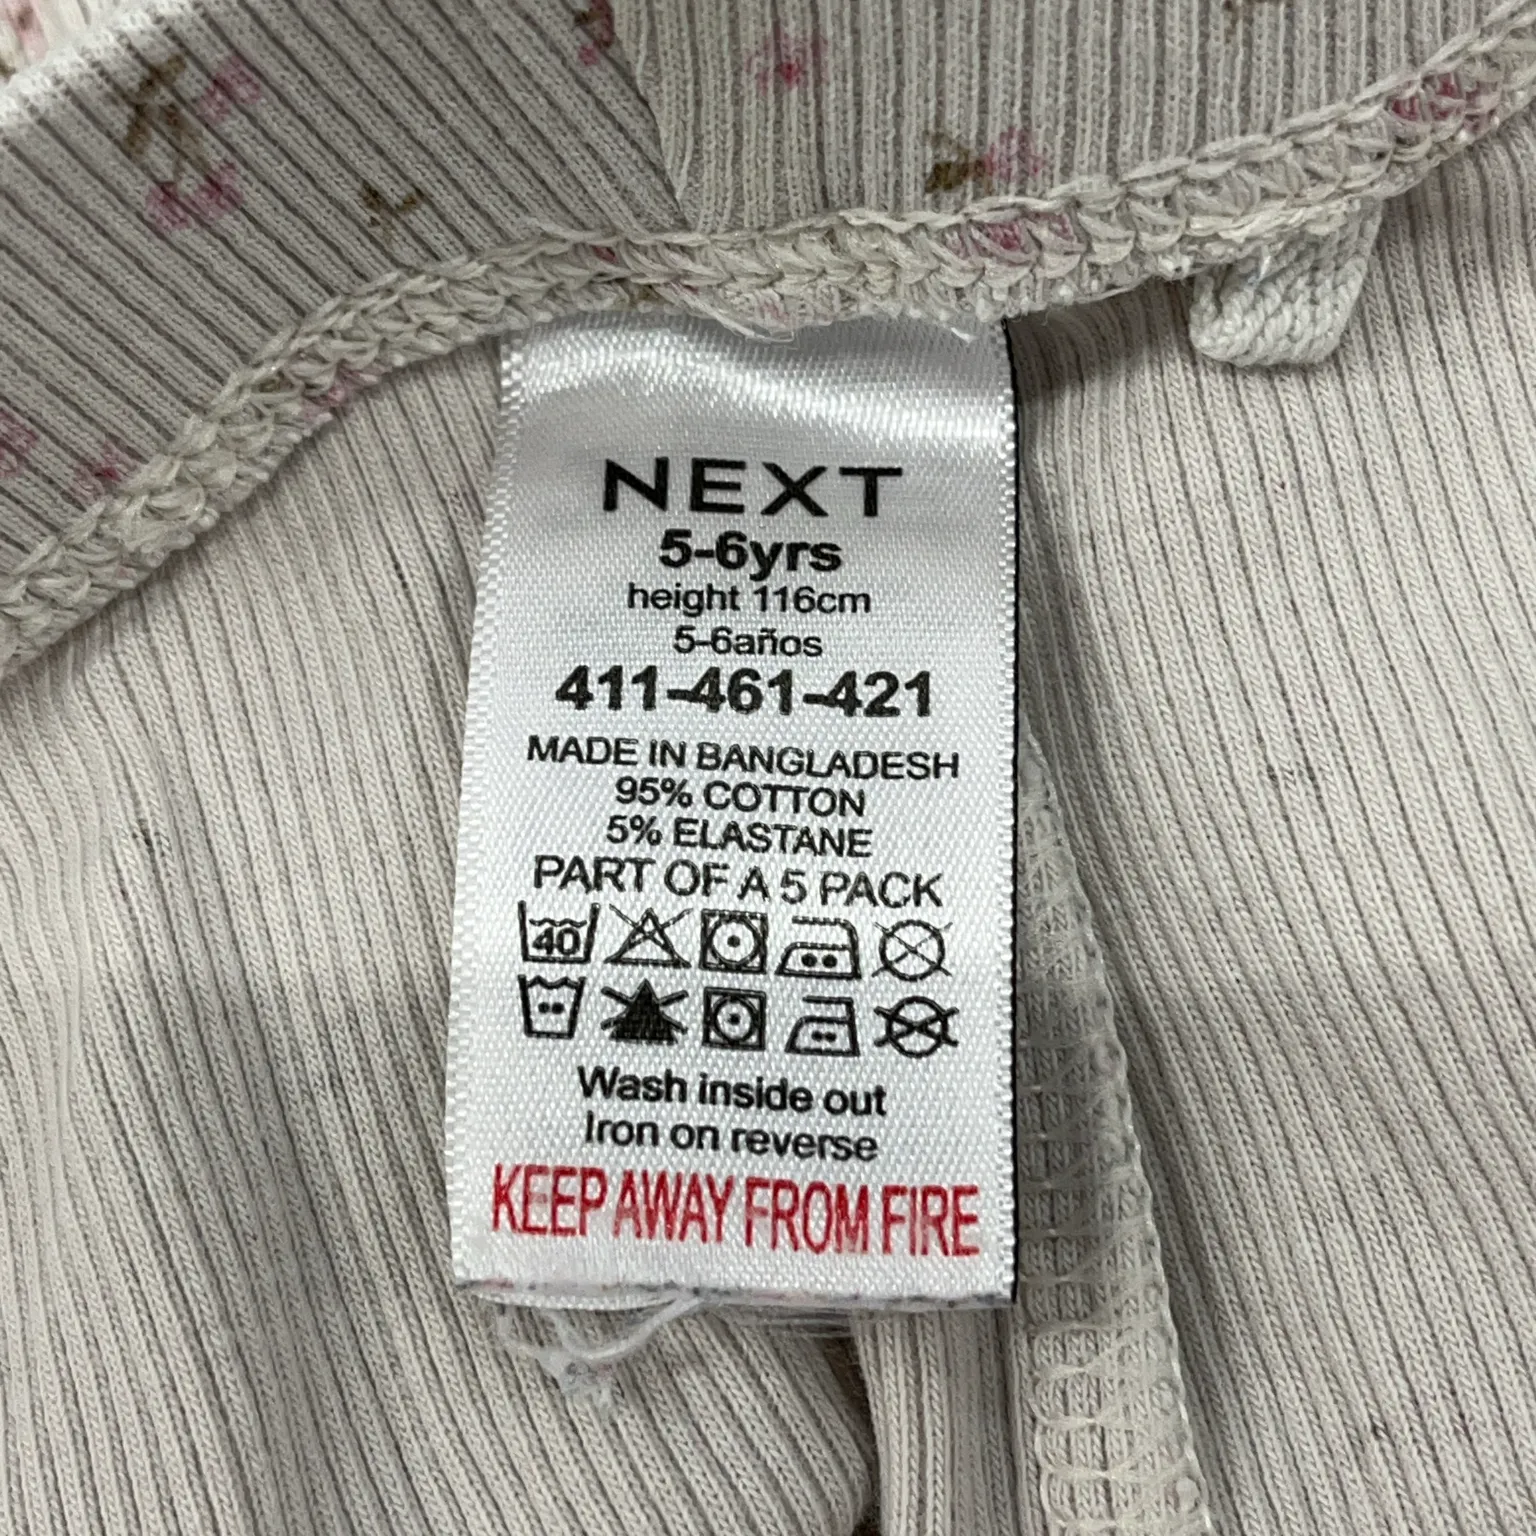 NEXT
5-6yrs
height 116cm
5-6años
411-461-421
MADE IN BANGLADESH
95% COTTON
5% ELASTANE
PART OF A 5 PACK
40
Wash inside out
Iron on reverse
KEEP AWAY FROM FIRE